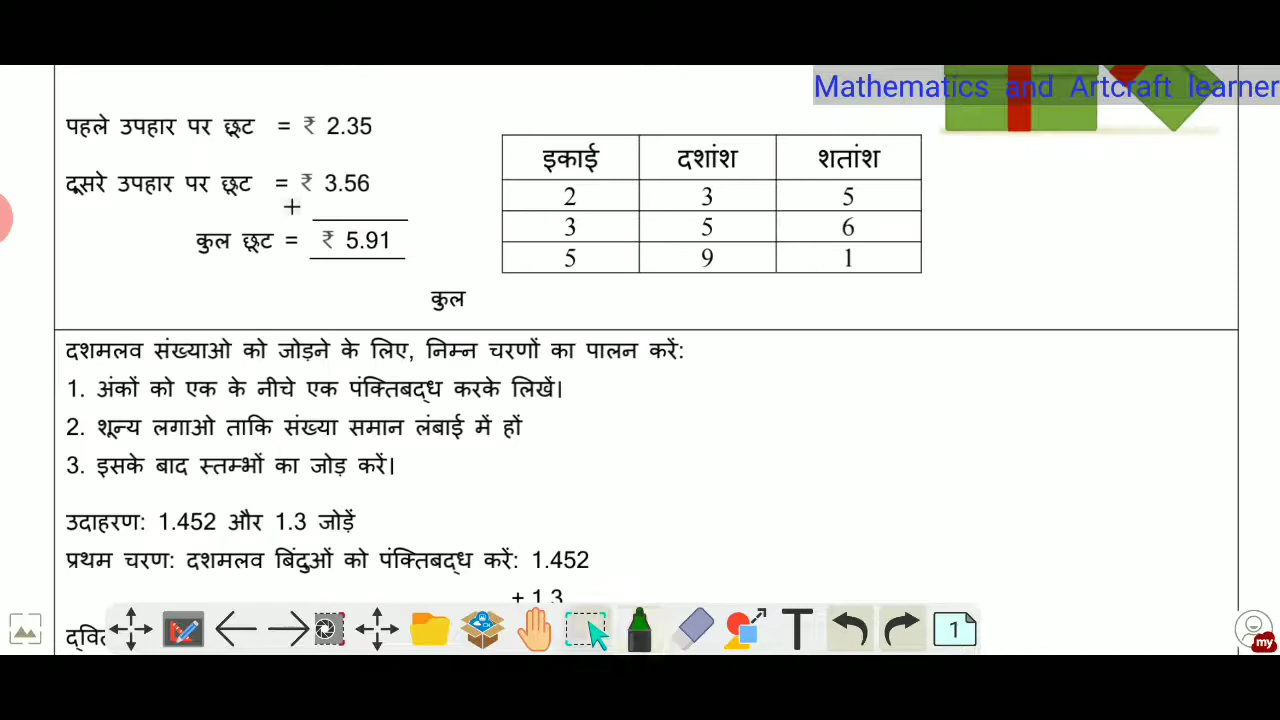 Mathematics and Artcraft learner
पहले उपहार पर छूट = ₹ 2.35
दूसरे उपहार पर छूट = ₹ 3.56
+
कुल छूट = ₹ 5.91
इकाई दशांश शतांश
2 3 5
3 5 6
5 9 1
कुल
दशमलव संख्याओ को जोड़ने के लिए, निम्न चरणों का पालन करें:
1. अंकों को एक के नीचे एक पंक्तिबद्ध करके लिखें।
2. शून्य लगाओ ताकि संख्या समान लंबाई में हों
3. इसके बाद स्तम्भों का जोड़ करें।
उदाहरण: 1.452 और 1.3 जोड़ें
प्रथम चरण: दशमलव बिंदुओं को पंक्तिबद्ध करें: 1.452
+ 1.3
T
1
my